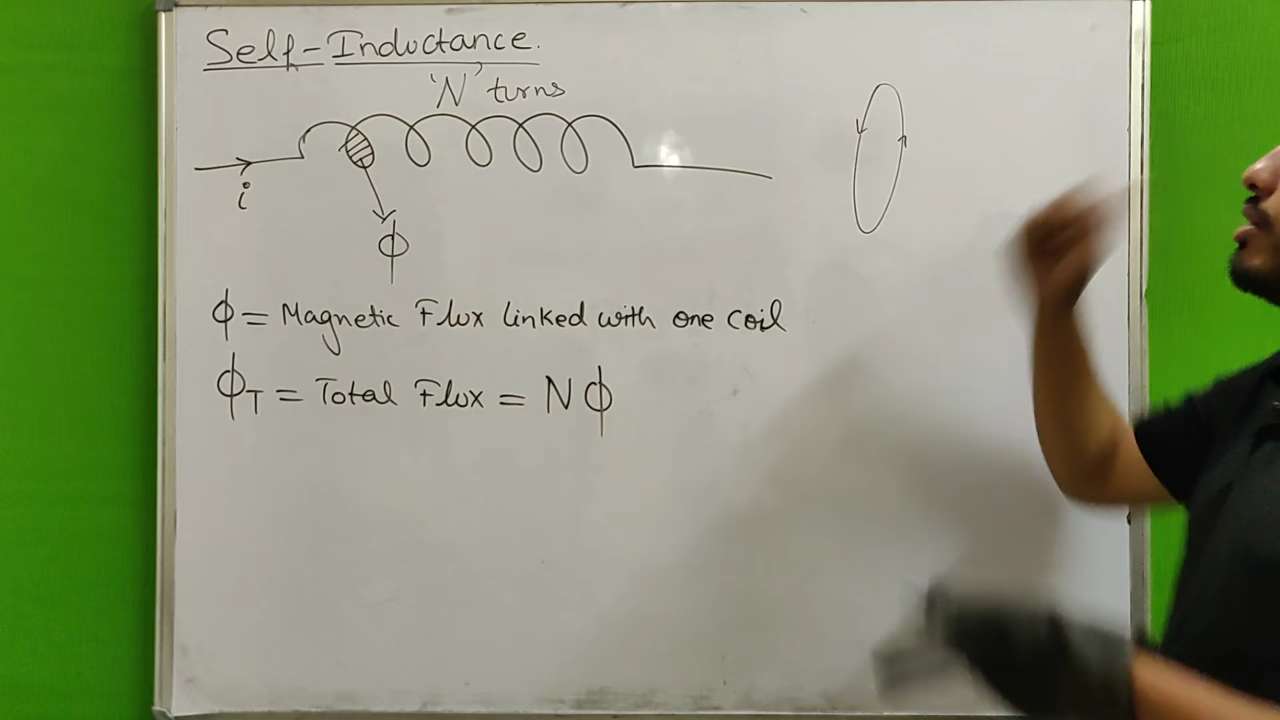 Self-Inductance.
'N' turns
i
ϕ
ϕ = Magnetic Flux linked with one coil
ϕT = Total Flux = Nϕ